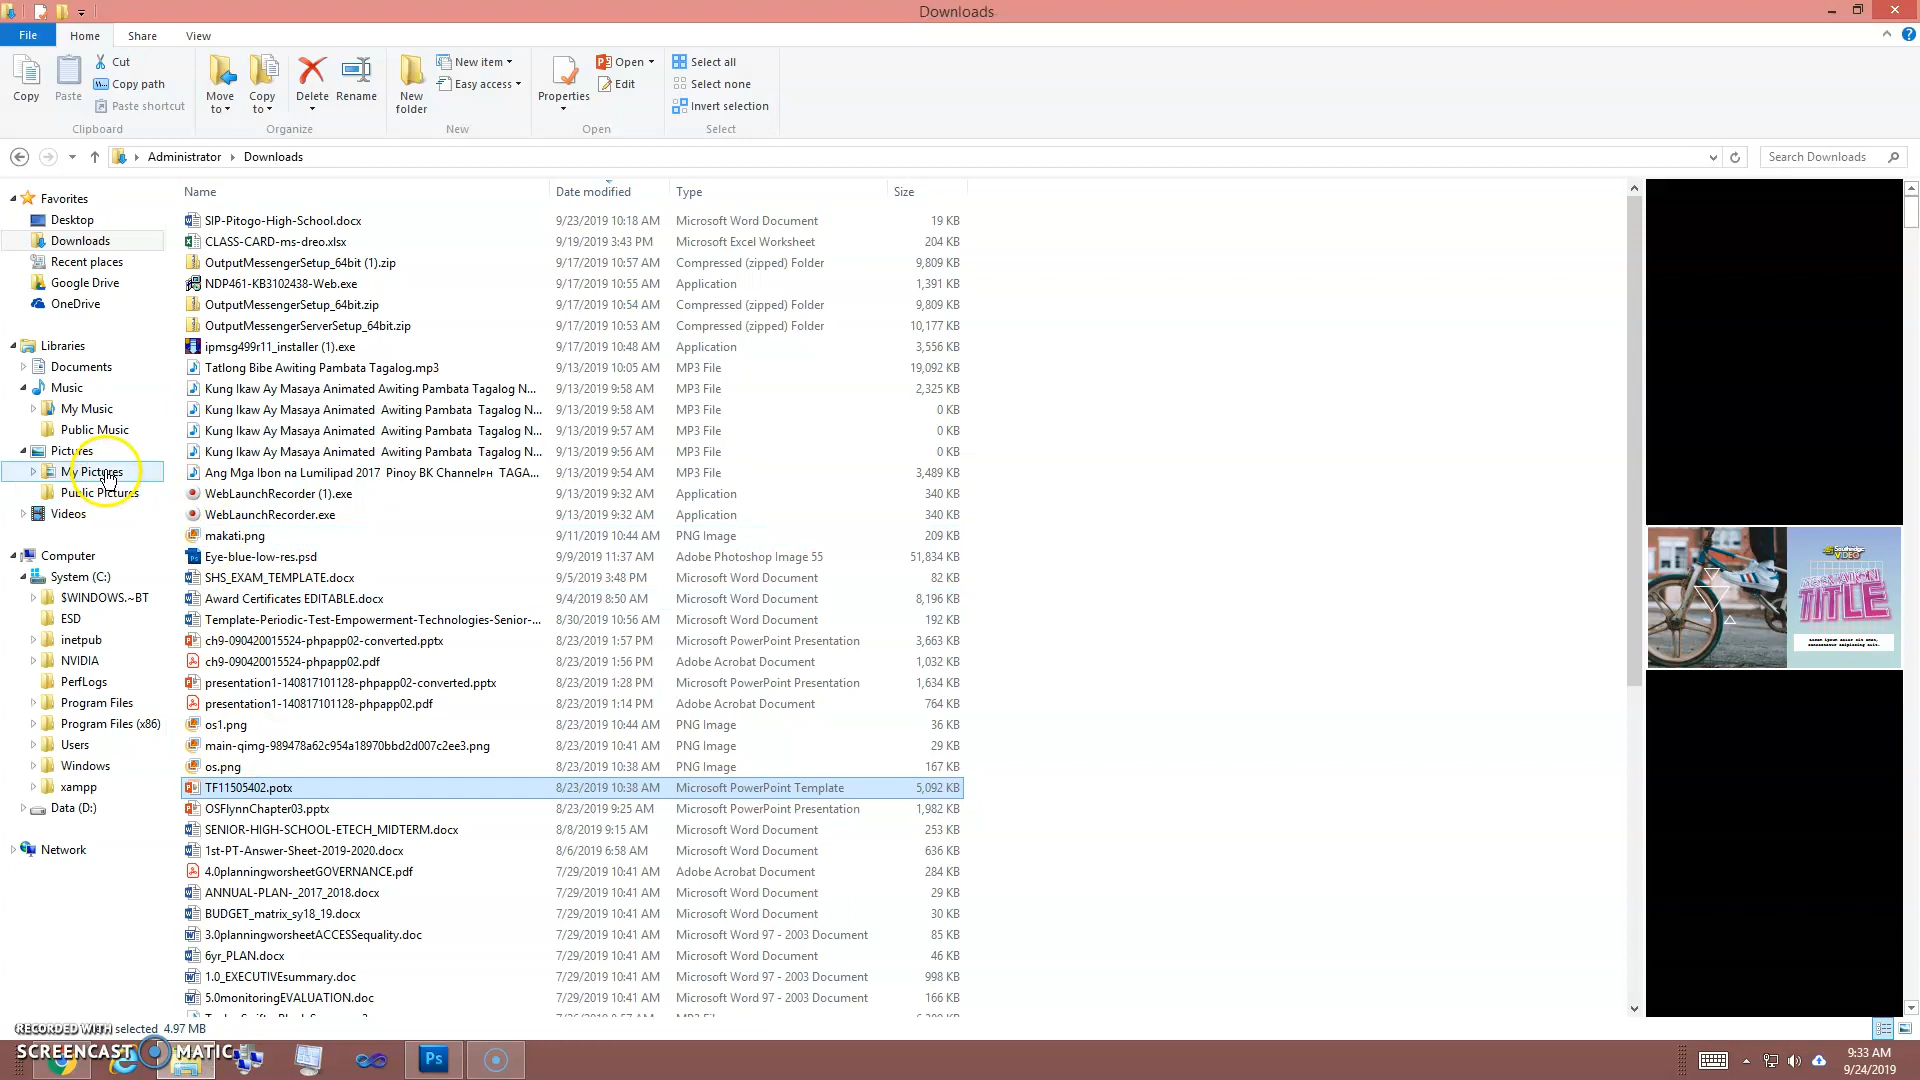 Downloads
File Home Share View
Copy
Paste
Cut
Copy path
Paste shortcut
Clipboard
Move to
Copy to
Delete
Rename
Organize
New folder
New item
Easy access
New
Properties
Open
Edit
Open
Select all
Select none
Invert selection
Select
Administrator Downloads
Search Downloads
Favorites
Desktop
Downloads
Recent places
Google Drive
OneDrive
Libraries
Documents
Music
My Music
Public Music
Pictures
My Pictures
Public Pictures
Videos
Computer
System (C:)
$WINDOWS.~BT
ESD
inetpub
NVIDIA
PerfLogs
Program Files
Program Files (x86)
Users
Windows
xampp
Data (D:)
Network
Name Date modified Type Size
SIP-Pitogo-High-School.docx 9/23/2019 10:18 AM Microsoft Word Document 19 KB
CLASS-CARD-ms-dreo.xlsx 9/19/2019 3:43 PM Microsoft Excel Worksheet 204 KB
OutputMessengerSetup_64bit (1).zip 9/17/2019 10:57 AM Compressed (zipped) Folder 9,809 KB
NDP461-KB3102438-Web.exe 9/17/2019 10:55 AM Application 1,391 KB
OutputMessengerSetup_64bit.zip 9/17/2019 10:54 AM Compressed (zipped) Folder 9,809 KB
OutputMessengerServerSetup_64bit.zip 9/17/2019 10:53 AM Compressed (zipped) Folder 10,177 KB
ipmsg499r11_installer (1).exe 9/17/2019 10:48 AM Application 3,556 KB
Tatlong Bibe Awiting Pambata Tagalog.mp3 9/13/2019 10:05 AM MP3 File 19,092 KB
Kung Ikaw Ay Masaya Animated Awiting Pambata Tagalog N... 9/13/2019 9:58 AM MP3 File 2,325 KB
Kung Ikaw Ay Masaya Animated Awiting Pambata Tagalog N... 9/13/2019 9:58 AM MP3 File 0 KB
Kung Ikaw Ay Masaya Animated Awiting Pambata Tagalog N... 9/13/2019 9:57 AM MP3 File 0 KB
Kung Ikaw Ay Masaya Animated Awiting Pambata Tagalog N... 9/13/2019 9:56 AM MP3 File 0 KB
Ang Mga Ibon na Lumilipad 2017 Pinoy BK Channelᴘʜ TAGA... 9/13/2019 9:54 AM MP3 File 3,489 KB
WebLaunchRecorder (1).exe 9/13/2019 9:32 AM Application 340 KB
WebLaunchRecorder.exe 9/13/2019 9:32 AM Application 340 KB
makati.png 9/11/2019 10:44 AM PNG Image 209 KB
Eye-blue-low-res.psd 9/9/2019 11:37 AM Adobe Photoshop Image 55 51,834 KB
SHS_EXAM_TEMPLATE.docx 9/5/2019 3:48 PM Microsoft Word Document 82 KB
Award Certificates EDITABLE.docx 9/4/2019 8:50 AM Microsoft Word Document 8,196 KB
Template-Periodic-Test-Empowerment-Technologies-Senior-... 8/30/2019 10:56 AM Microsoft Word Document 192 KB
ch9-090420015524-phpapp02-converted.pptx 8/23/2019 1:57 PM Microsoft PowerPoint Presentation 3,663 KB
ch9-090420015524-phpapp02.pdf 8/23/2019 1:56 PM Adobe Acrobat Document 1,032 KB
presentation1-140817101128-phpapp02-converted.pptx 8/23/2019 1:28 PM Microsoft PowerPoint Presentation 1,634 KB
presentation1-140817101128-phpapp02.pdf 8/23/2019 1:14 PM Adobe Acrobat Document 764 KB
os1.png 8/23/2019 10:44 AM PNG Image 36 KB
main-qimg-989478a62c954a18970bbd2d007c2ee3.png 8/23/2019 10:41 AM PNG Image 29 KB
os.png 8/23/2019 10:38 AM PNG Image 167 KB
TF11505402.potx 8/23/2019 10:38 AM Microsoft PowerPoint Template 5,092 KB
OSFlynnChapter03.pptx 8/23/2019 9:25 AM Microsoft PowerPoint Presentation 1,982 KB
SENIOR-HIGH-SCHOOL-ETECH_MIDTERM.docx 8/8/2019 9:15 AM Microsoft Word Document 253 KB
1st-PT-Answer-Sheet-2019-2020.docx 8/6/2019 6:58 AM Microsoft Word Document 636 KB
4.0planningworsheetGOVERNANCE.pdf 7/29/2019 10:41 AM Adobe Acrobat Document 284 KB
ANNUAL-PLAN-_2017_2018.docx 7/29/2019 10:41 AM Microsoft Word Document 29 KB
BUDGET_matrix_sy18_19.docx 7/29/2019 10:41 AM Microsoft Word Document 30 KB
3.0planningworsheetACCESSequality.doc 7/29/2019 10:41 AM Microsoft Word 97 - 2003 Document 85 KB
6yr_PLAN.docx 7/29/2019 10:41 AM Microsoft Word Document 46 KB
1.0_EXECUTIVEsummary.doc 7/29/2019 10:41 AM Microsoft Word 97 - 2003 Document 998 KB
5.0monitoringEVALUATION.doc 7/29/2019 10:41 AM Microsoft Word 97 - 2003 Document 166 KB
VIDEO
TITLE
selected 4.97 MB
RECORDED WITH
SCREENCAST MATIC
Ps
9:33 AM
9/24/2019